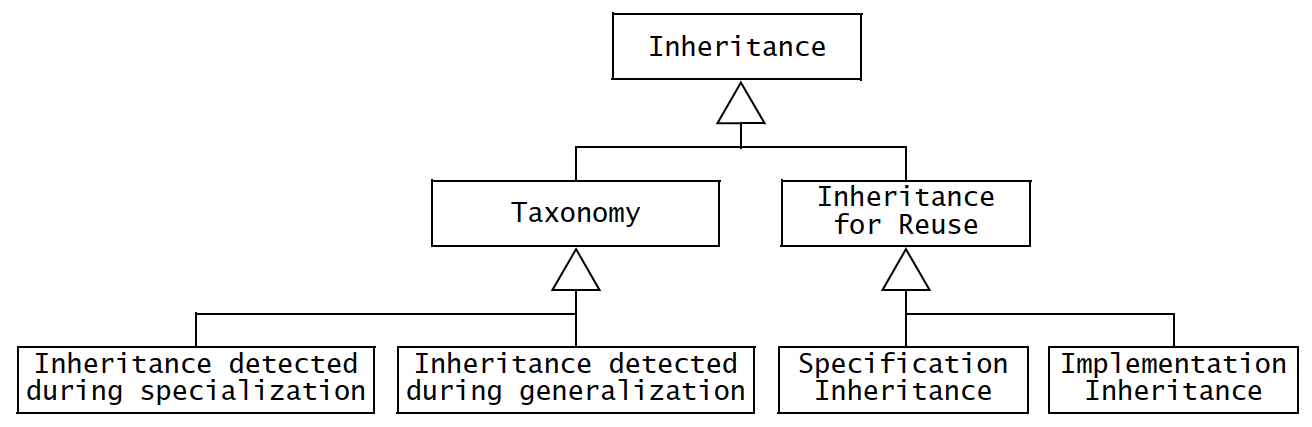 Inheritance
Taxonomy
Inheritance
for Reuse
Inheritance detected
during specialization
Inheritance detected
during generalization
Specification
Inheritance
Implementation
Inheritance